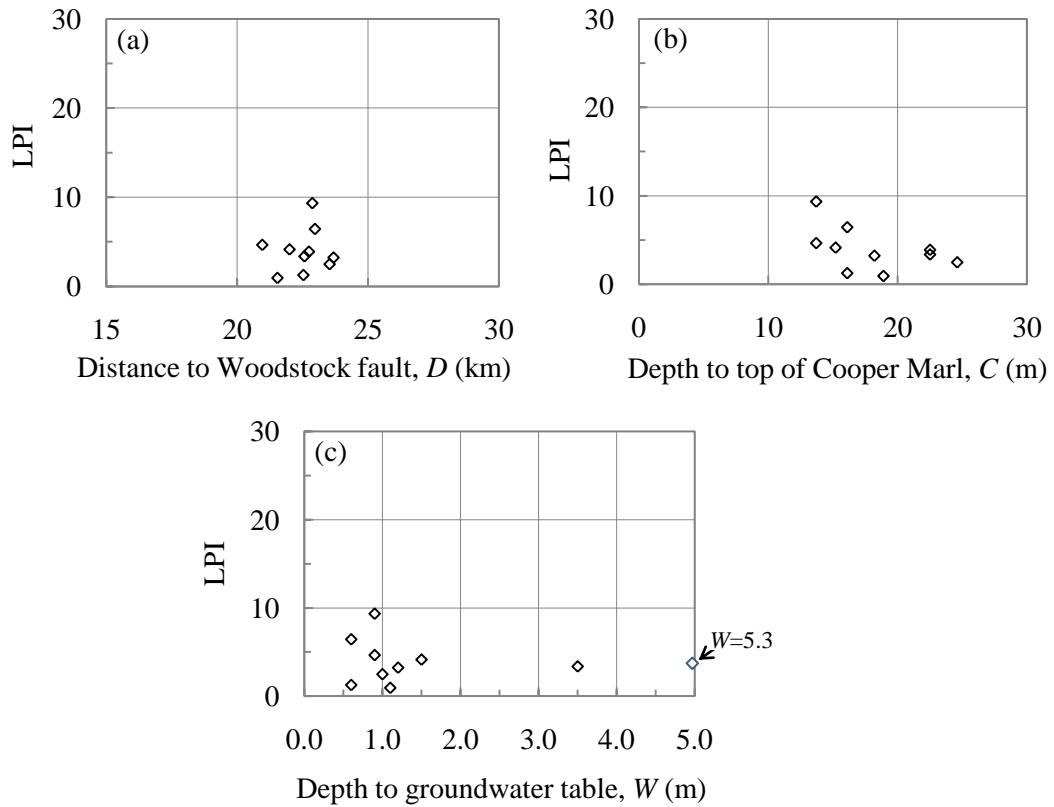 (a)
30
20
10
0
LPI
15 20 25 30
Distance to Woodstock fault, D (km)
(b)
30
20
10
0
LPI
0 10 20 30
Depth to top of Cooper Marl, C (m)
(c)
30
20
10
0
LPI
W=5.3
0.0 1.0 2.0 3.0 4.0 5.0
Depth to groundwater table, W (m)